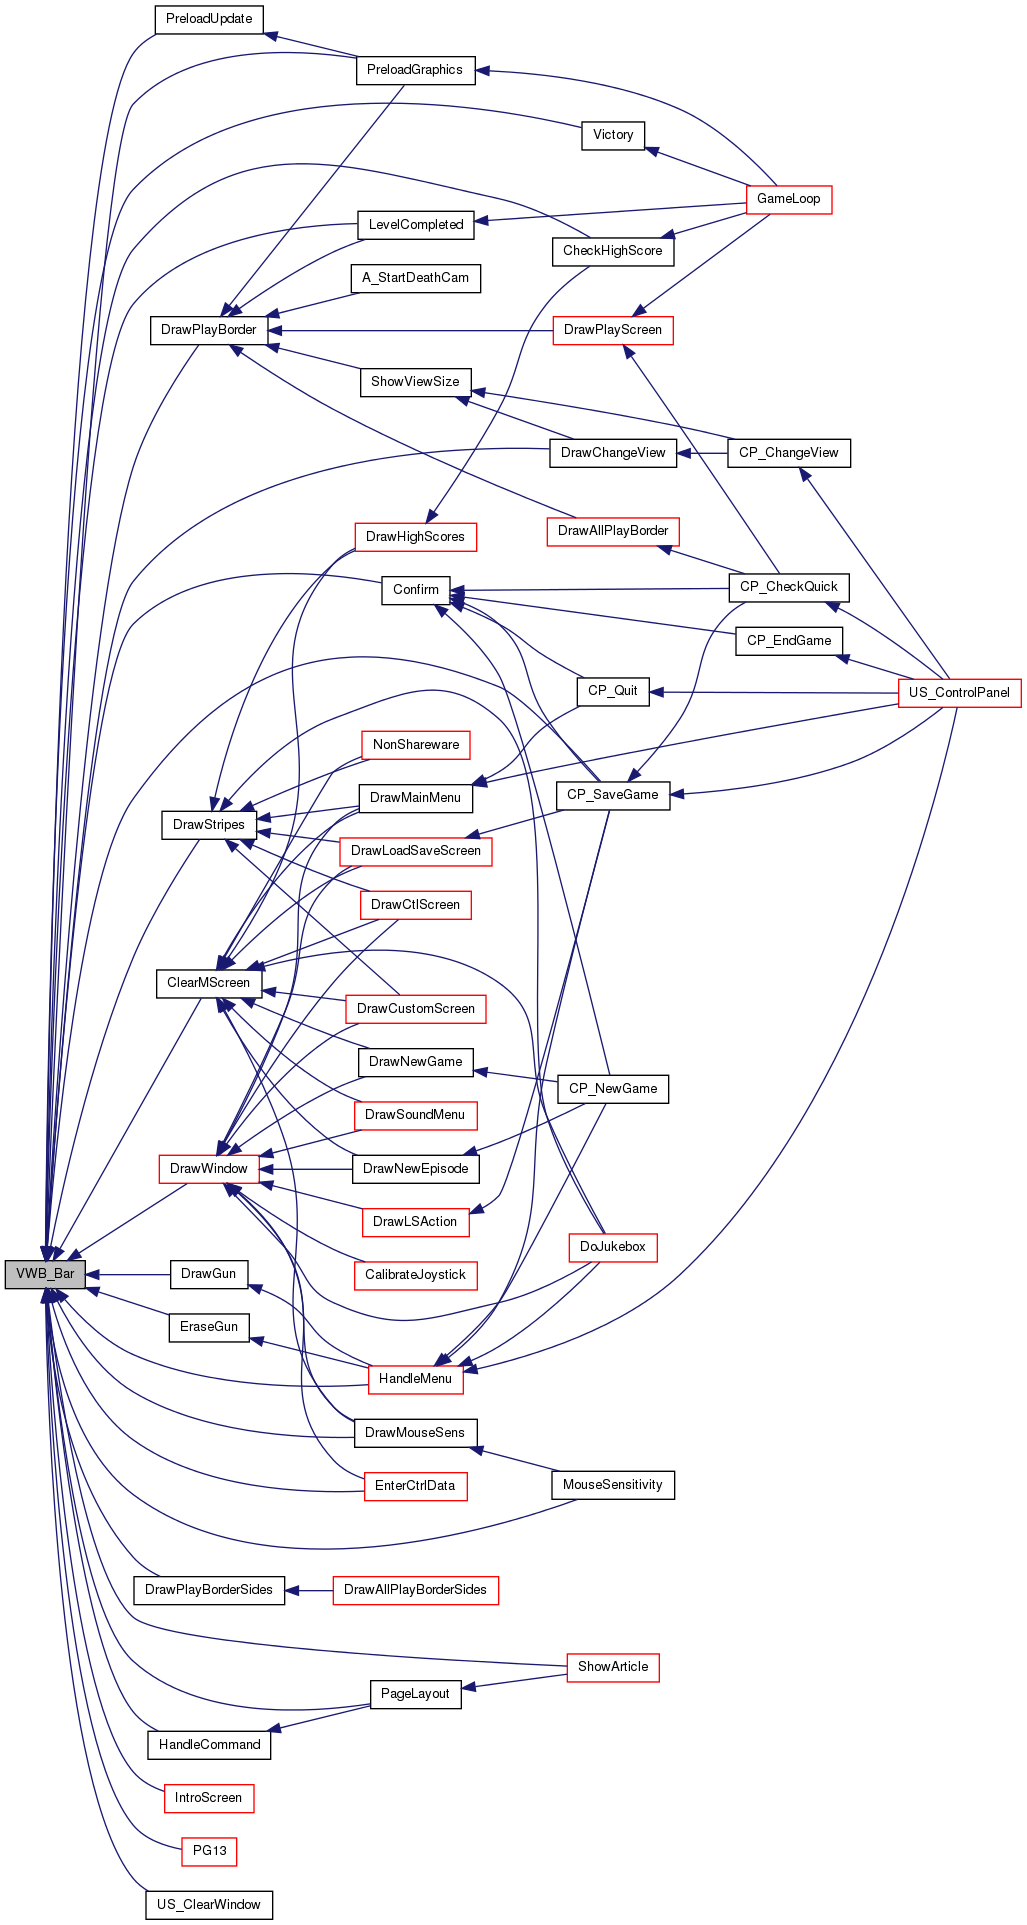 PreloadUpdate
PreloadGraphics
Victory
GameLoop
LevelCompleted
CheckHighScore
A_StartDeathCam
DrawPlayBorder
DrawPlayScreen
ShowViewSize
DrawChangeView
CP_ChangeView
DrawHighScores
DrawAllPlayBorder
Confirm
CP_CheckQuick
CP_EndGame
CP_Quit
US_ControlPanel
NonShareware
DrawMainMenu
CP_SaveGame
DrawStripes
DrawLoadSaveScreen
DrawCtlScreen
ClearMScreen
DrawCustomScreen
DrawNewGame
CP_NewGame
DrawSoundMenu
DrawWindow
DrawNewEpisode
DrawLSAction
DoJukebox
VWB_Bar
DrawGun
CalibrateJoystick
EraseGun
HandleMenu
DrawMouseSens
EnterCtrlData
MouseSensitivity
DrawPlayBorderSides
DrawAllPlayBorderSides
ShowArticle
PageLayout
HandleCommand
IntroScreen
PG13
US_ClearWindow